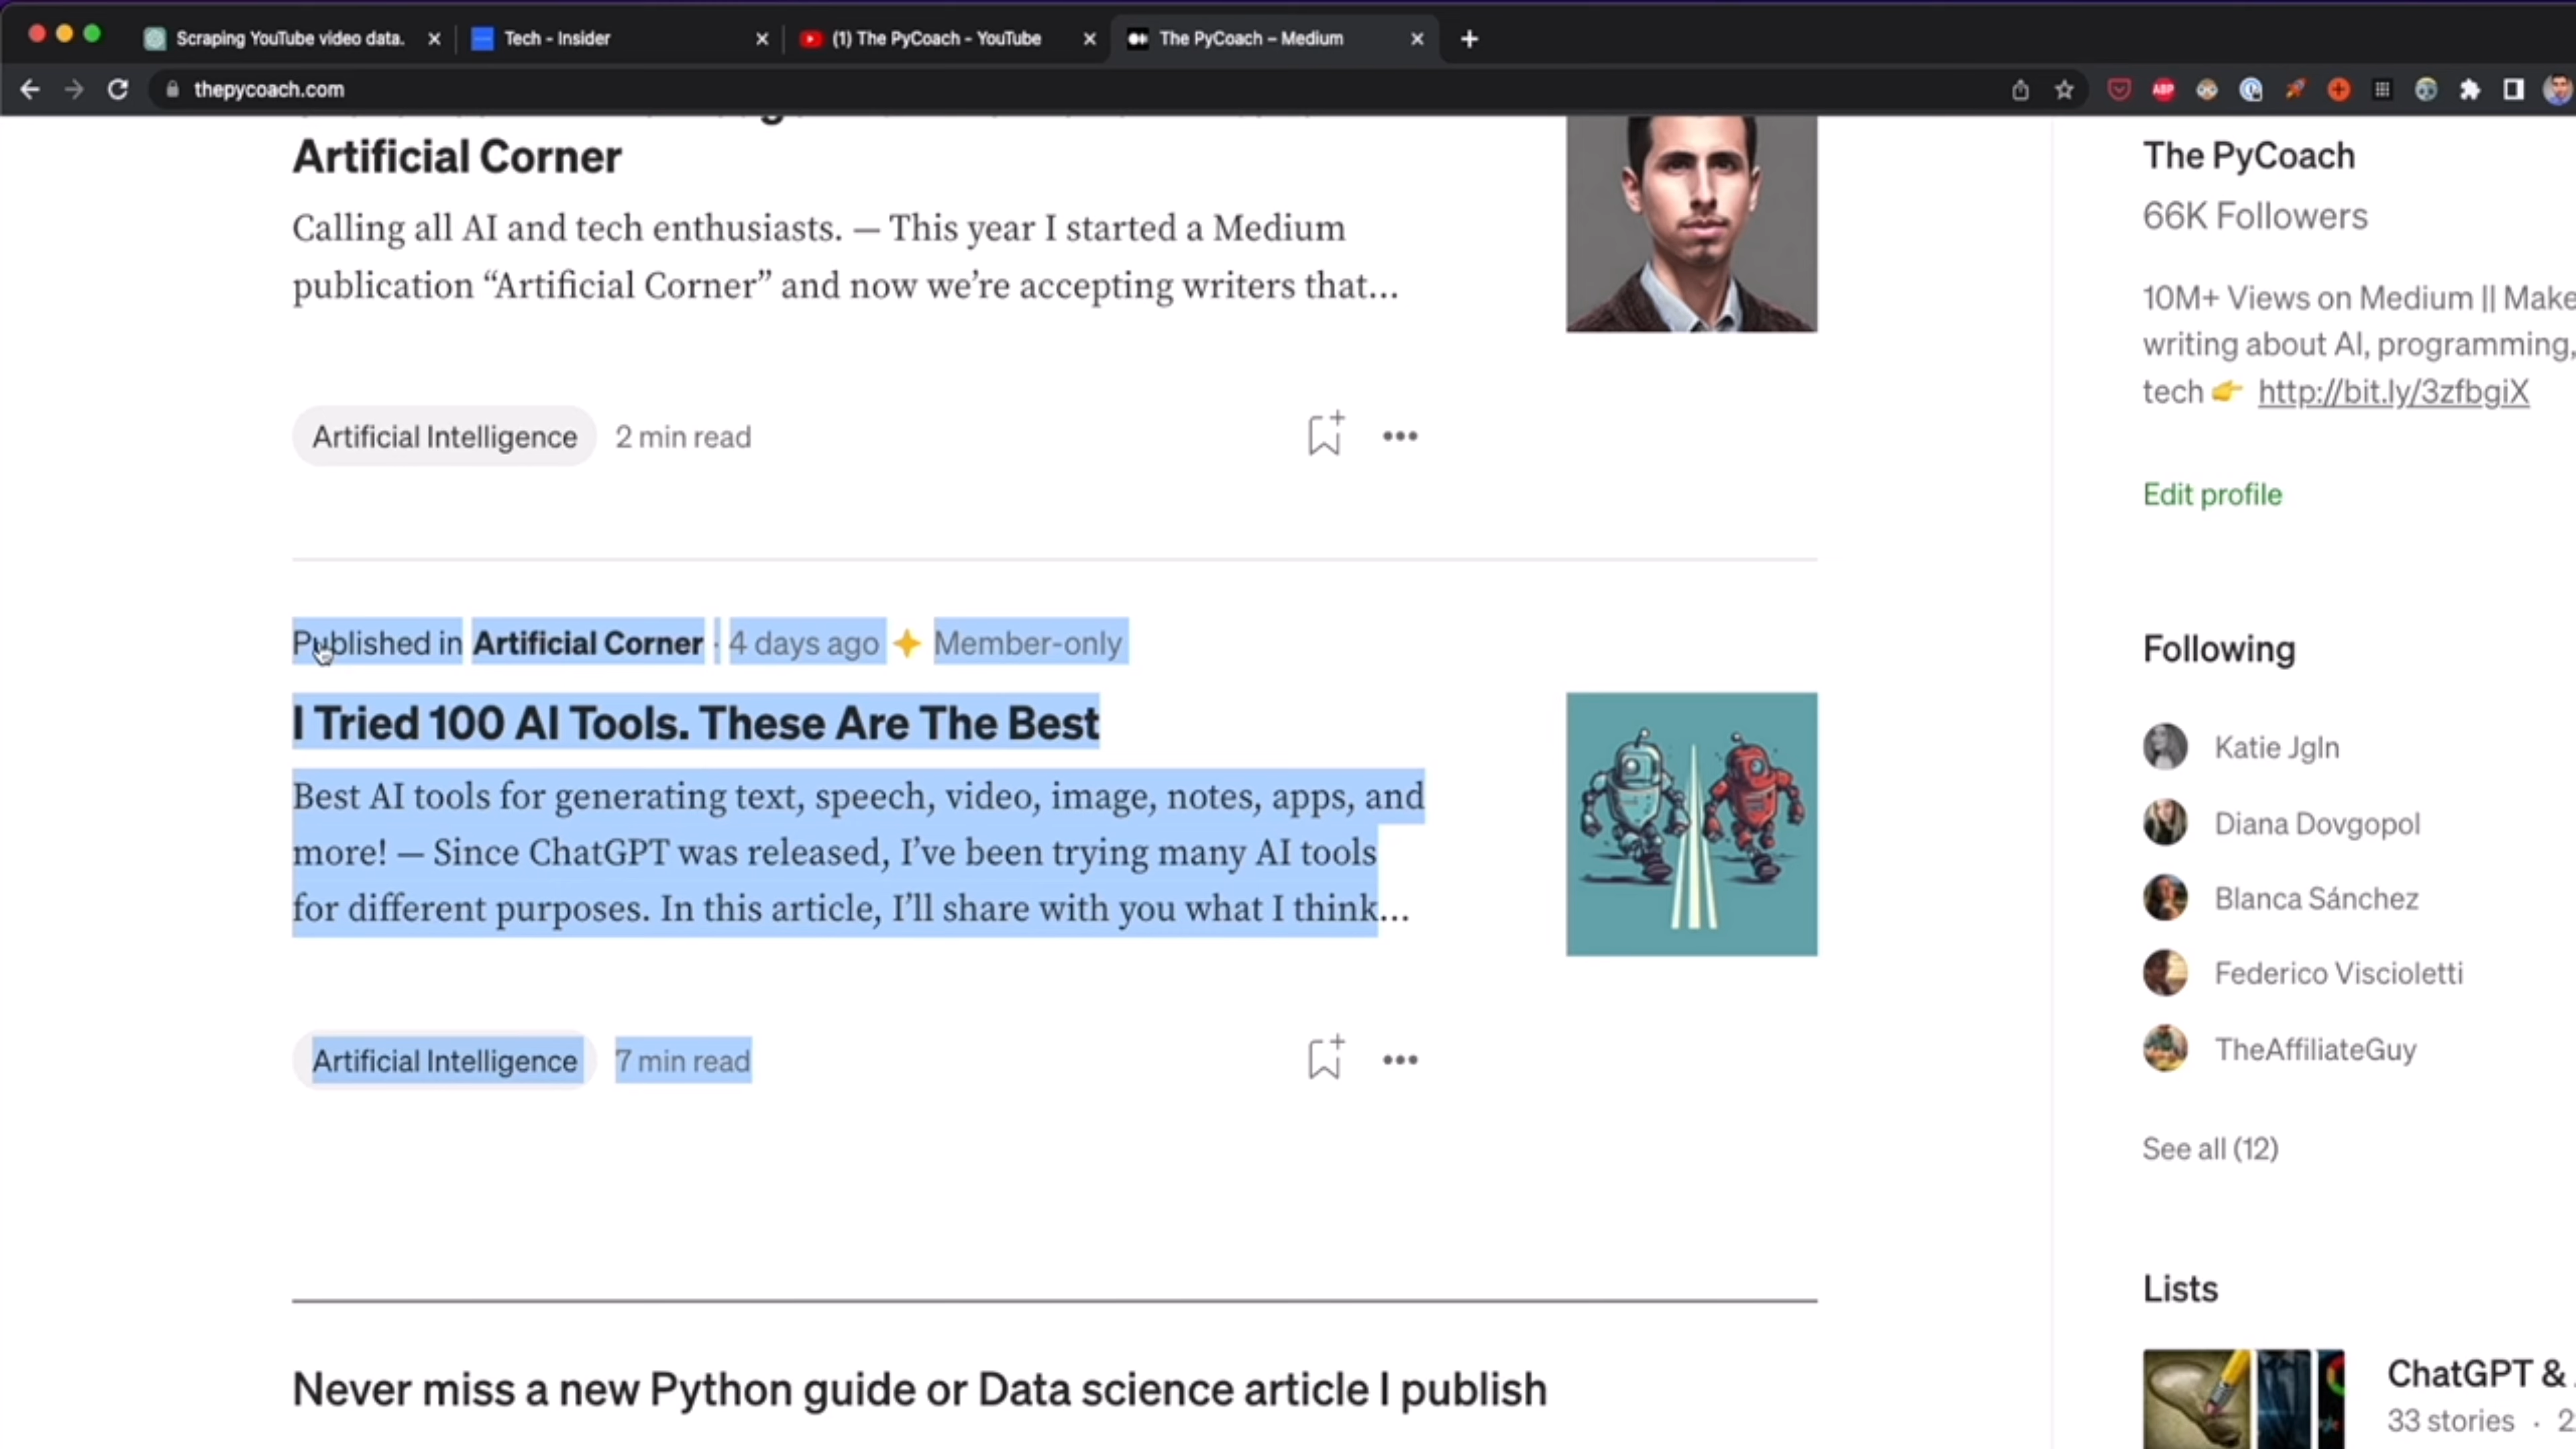 Scraping YouTube video data.
Tech - Insider
(1) The PyCoach - YouTube
The PyCoach – Medium
thepycoach.com
ABP
Artificial Corner
Calling all AI and tech enthusiasts. — This year I started a Medium
publication “Artificial Corner” and now we’re accepting writers that…
Artificial Intelligence 2 min read
Published in Artificial Corner · 4 days ago Member-only
I Tried 100 AI Tools. These Are The Best
Best AI tools for generating text, speech, video, image, notes, apps, and
more! — Since ChatGPT was released, I’ve been trying many AI tools
for different purposes. In this article, I’ll share with you what I think…
Artificial Intelligence 7 min read
Never miss a new Python guide or Data science article I publish
The PyCoach
66K Followers
10M+ Views on Medium || Make
writing about AI, programming,
tech 👉 http://bit.ly/3zfbgiX
Edit profile
Following
Katie Jgln
Diana Dovgopol
Blanca Sánchez
Federico Viscioletti
TheAffiliateGuy
See all (12)
Lists
ChatGPT &
33 stories · 2